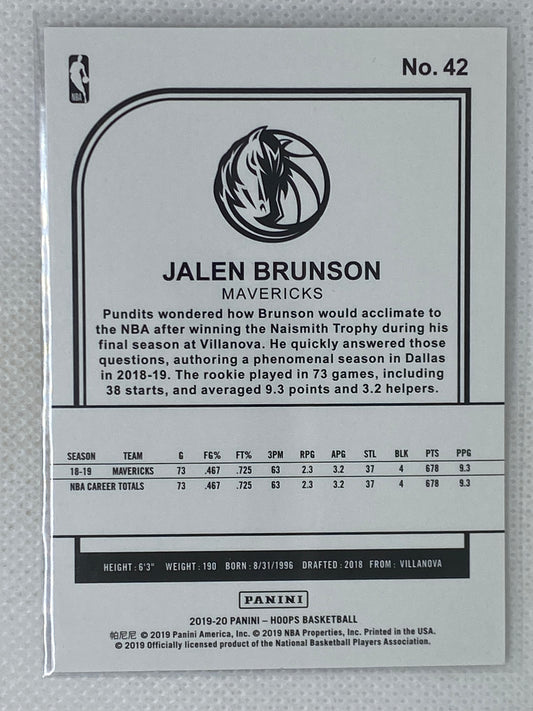 No. 42
NBA
JALEN BRUNSON
MAVERICKS
Pundits wondered how Brunson would acclimate to
the NBA after winning the Naismith Trophy during his
final season at Villanova. He quickly answered those
questions, authoring a phenomenal season in Dallas
in 2018-19. The rookie played in 73 games, including
38 starts, and averaged 9.3 points and 3.2 helpers.
SEASON TEAM G FG% FT% 3PM RPG APG STL BLK PTS PPG
18-19 MAVERICKS 73 .467 .725 63 2.3 3.2 37 4 678 9.3
NBA CAREER TOTALS 73 .467 .725 63 2.3 3.2 37 4 678 9.3
HEIGHT: 6'3" WEIGHT: 190 BORN: 8/31/1996 DRAFTED: 2018 FROM: VILLANOVA
PANINI
2019-20 PANINI – HOOPS BASKETBALL
帕尼尼 © 2019 Panini America, Inc. © 2019 NBA Properties, Inc. Printed in the USA.
© 2019 Officially licensed product of the National Basketball Players Association.